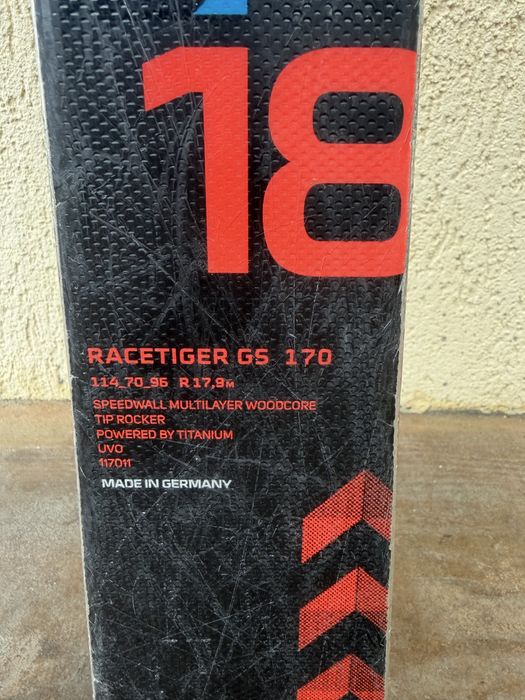 18
RACETIGER GS 170
114_70_96 R 17,9M
SPEEDWALL MULTILAYER WOODCORE
TIP ROCKER
POWERED BY TITANIUM
UVO
117011
MADE IN GERMANY